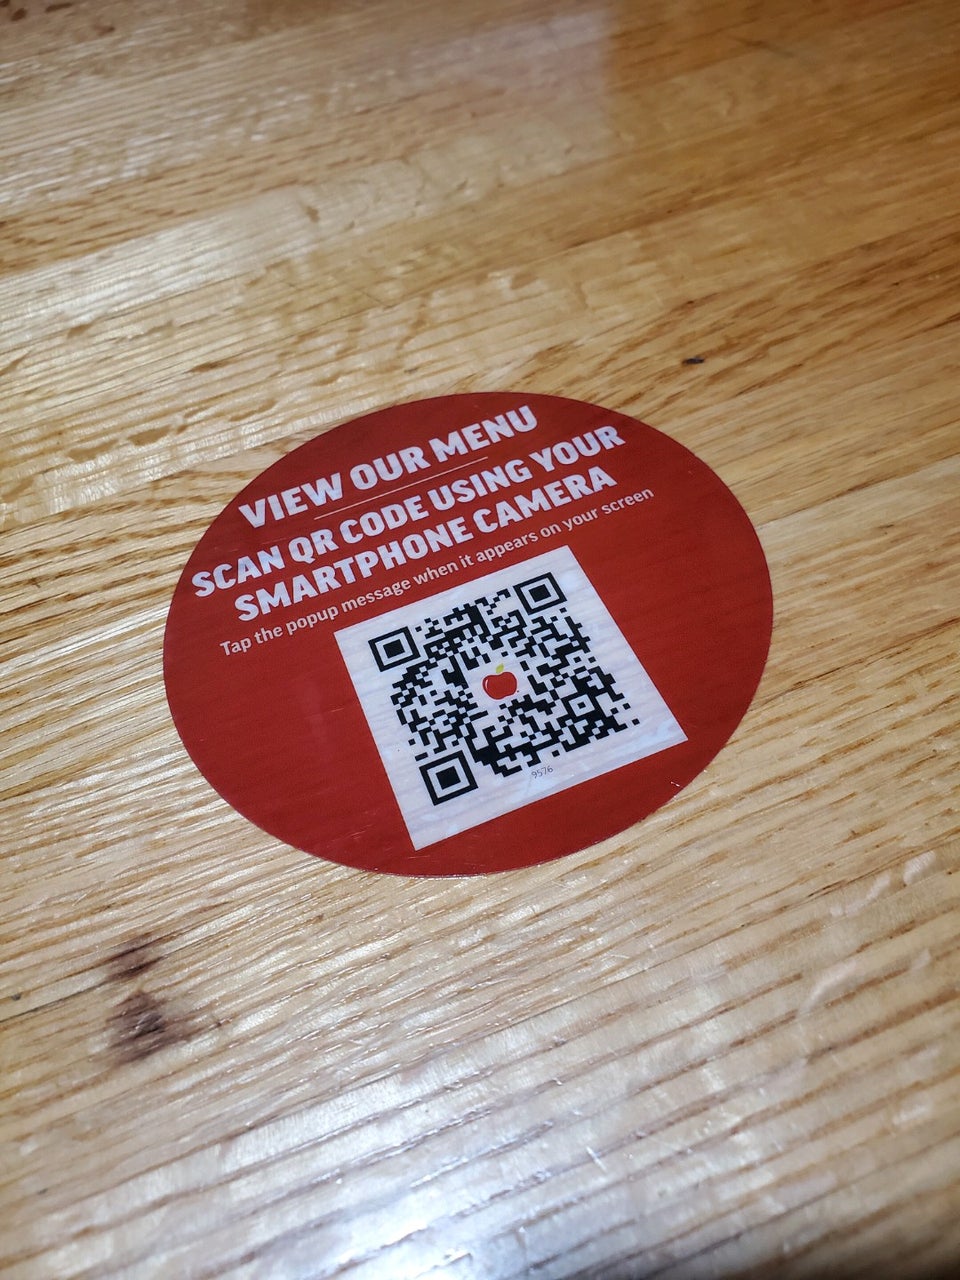 VIEW OUR MENU
SCAN QR CODE USING YOUR
SMARTPHONE CAMERA
Tap the popup message when it appears on your screen
9576